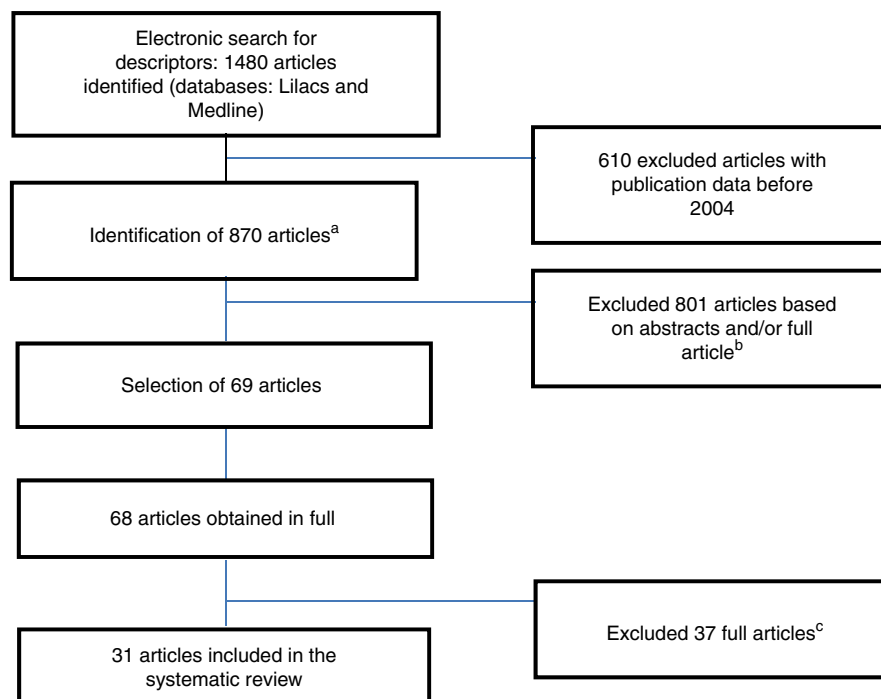 Electronic search for
descriptors: 1480 articles
identified (databases: Lilacs and
Medline)
610 excluded articles with
publication data before
2004
Identification of 870 articlesᵃ
Excluded 801 articles based
on abstracts and/or full
articleᵇ
Selection of 69 articles
68 articles obtained in full
Excluded 37 full articlesᶜ
31 articles included in the
systematic review